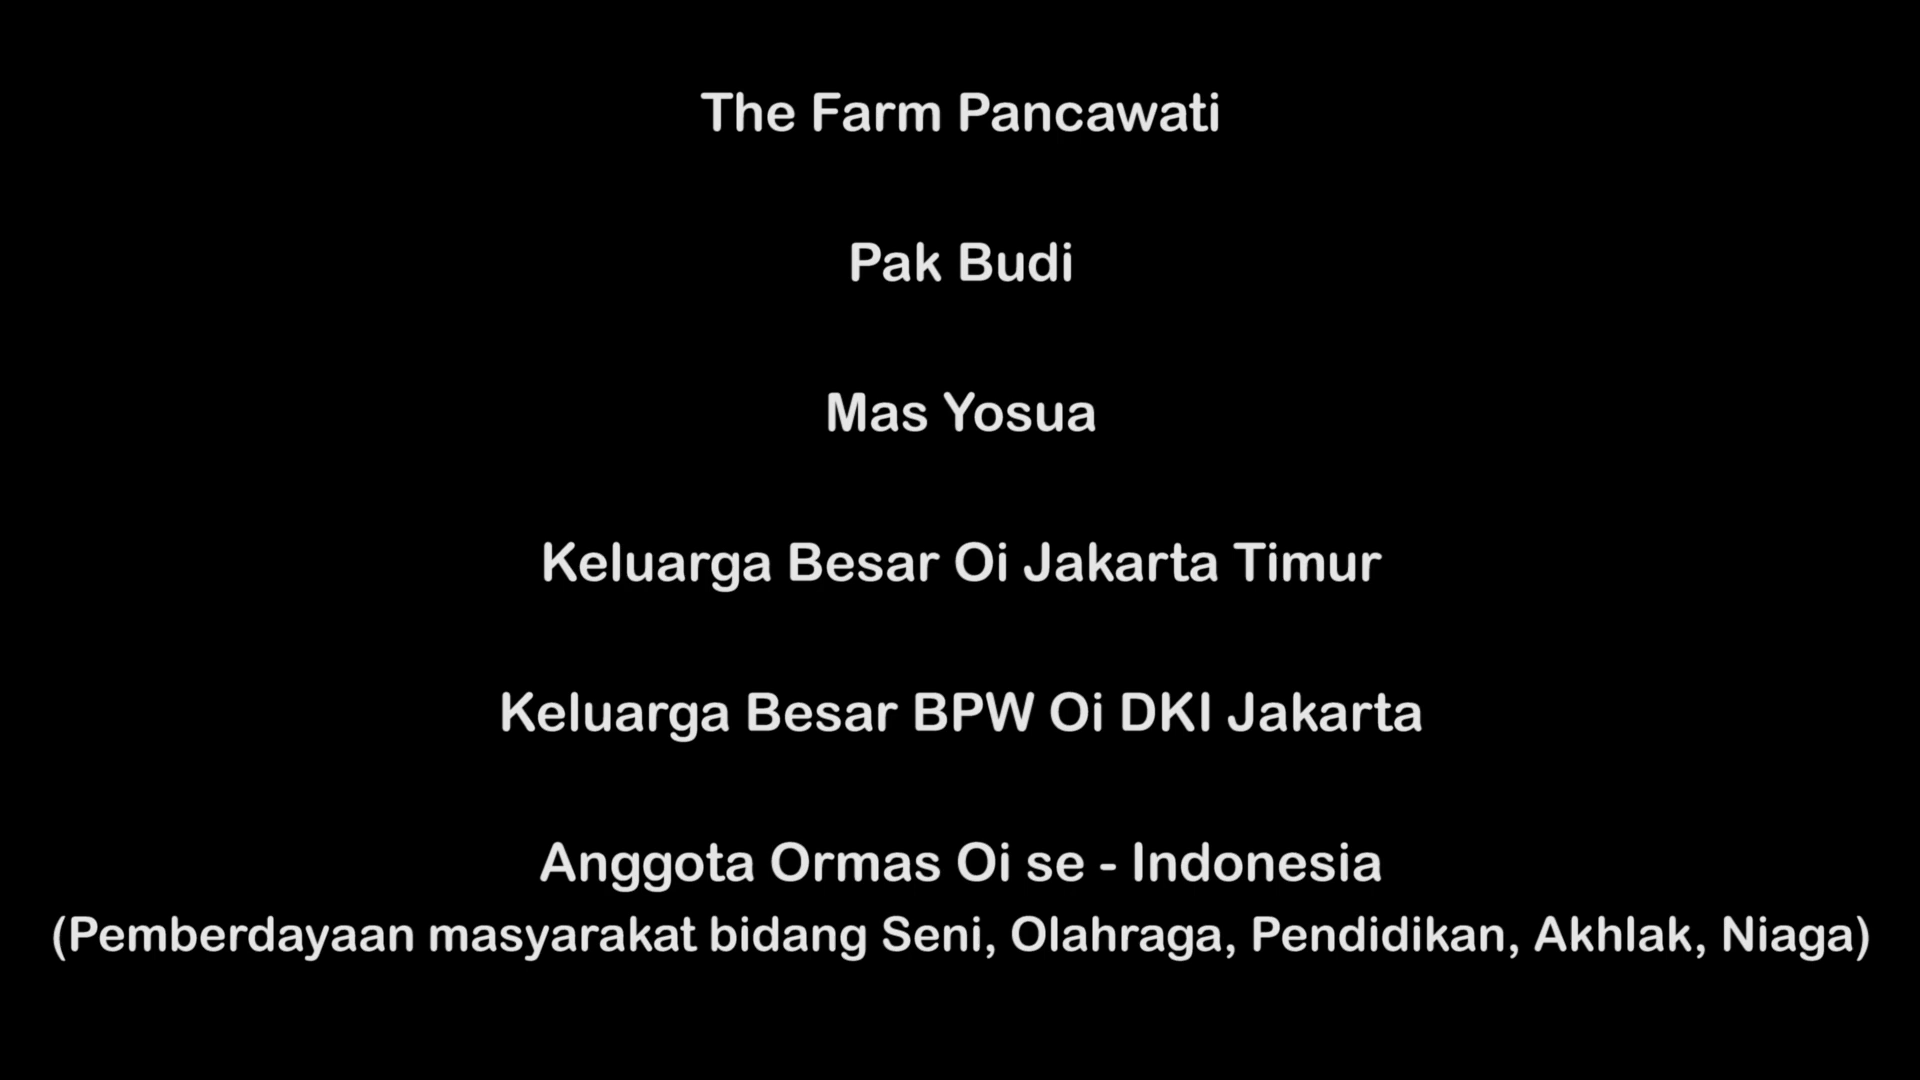 The Farm Pancawati
Pak Budi
Mas Yosua
Keluarga Besar Oi Jakarta Timur
Keluarga Besar BPW Oi DKI Jakarta
Anggota Ormas Oi se - Indonesia
(Pemberdayaan masyarakat bidang Seni, Olahraga, Pendidikan, Akhlak, Niaga)